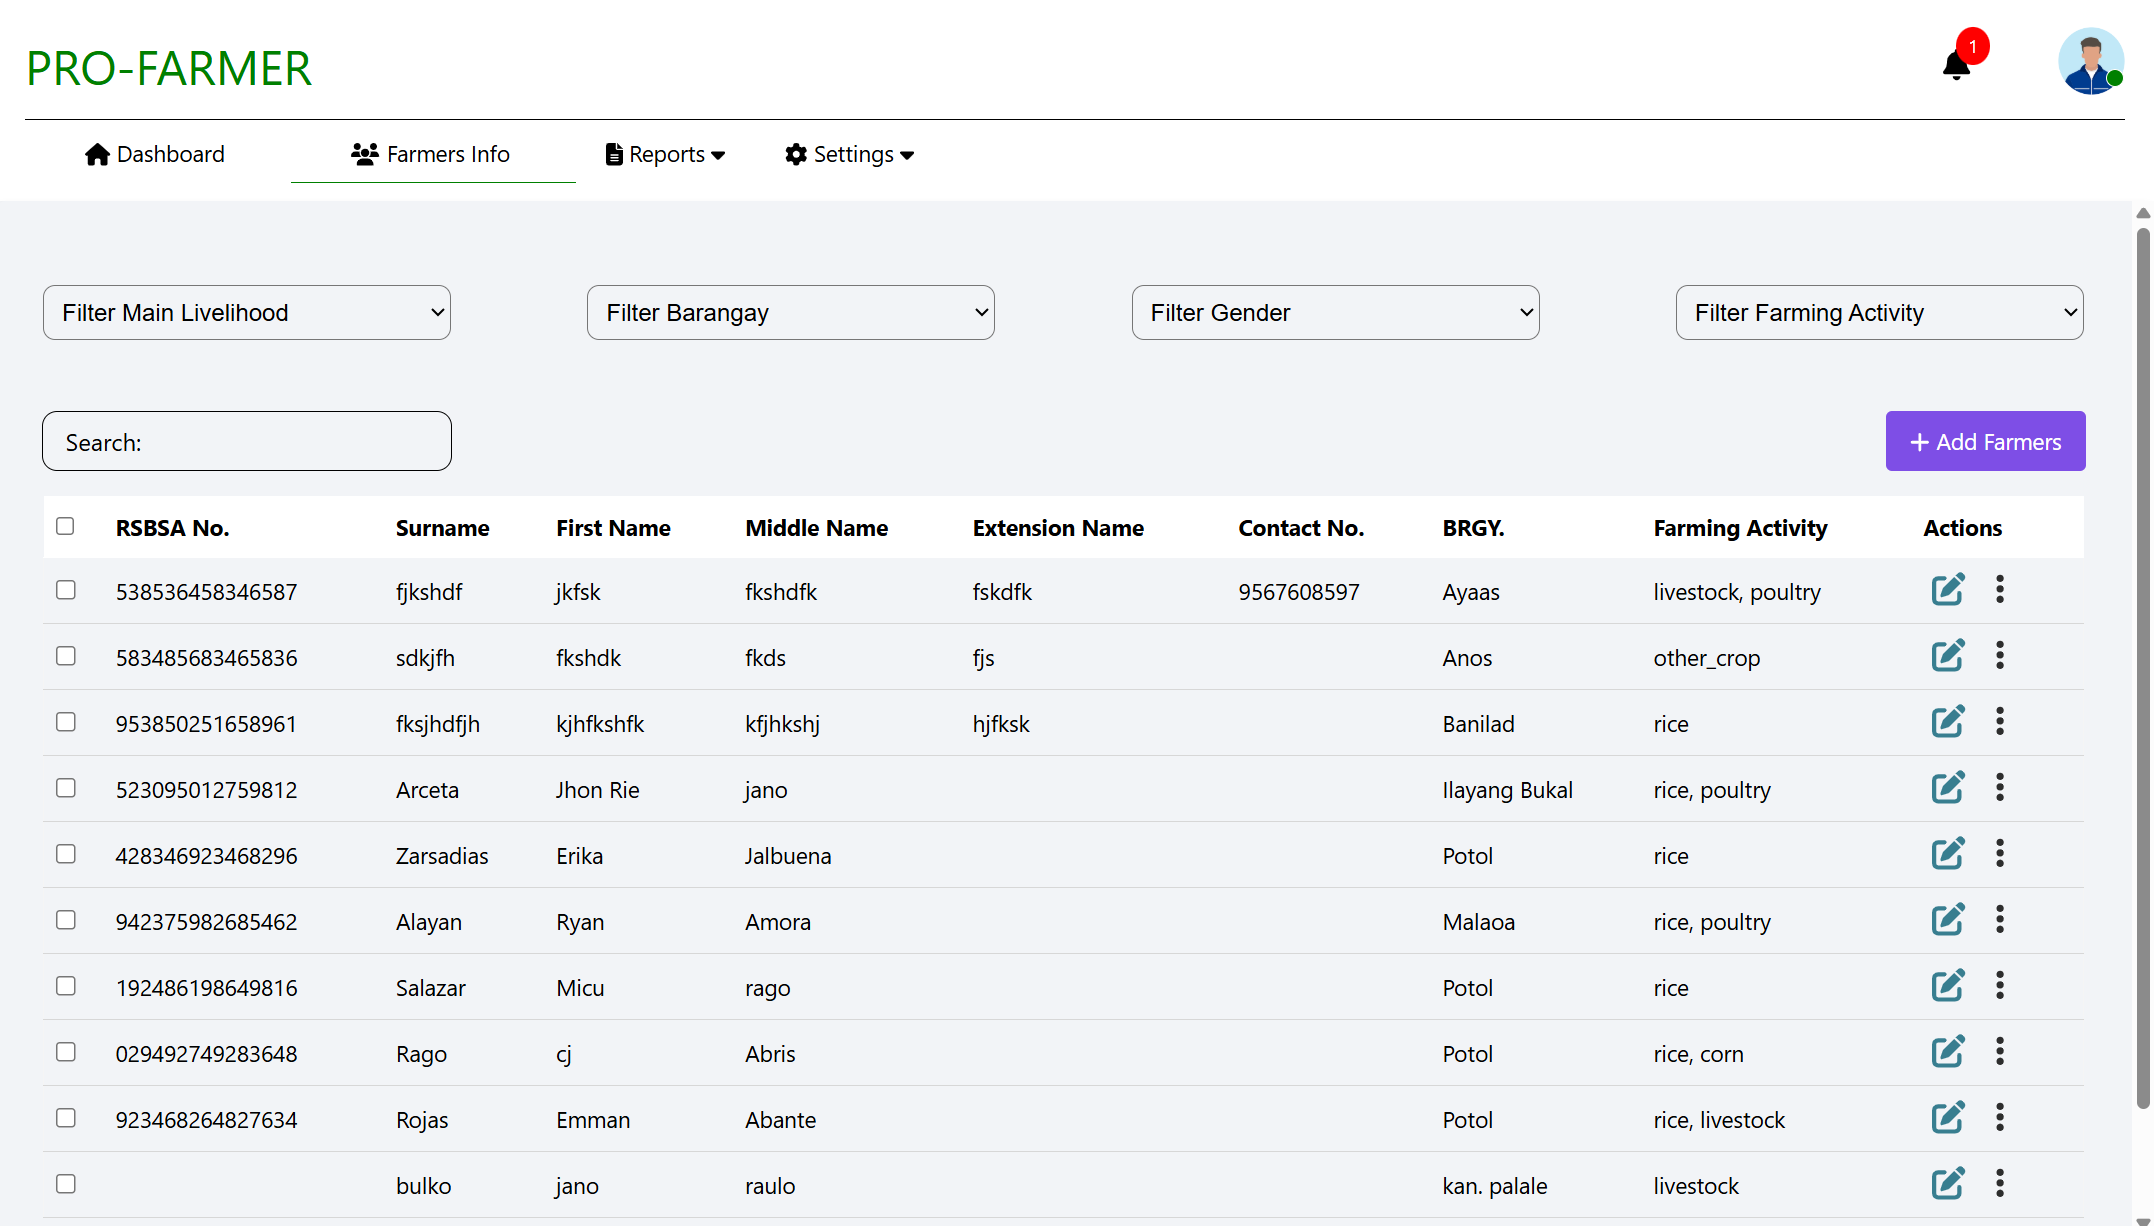 PRO-FARMER
1
Dashboard Farmers Info Reports Settings
Filter Main Livelihood Filter Barangay Filter Gender Filter Farming Activity
Search: + Add Farmers
RSBSA No. Surname First Name Middle Name Extension Name Contact No. BRGY. Farming Activity Actions
538536458346587 fjkshdf jkfsk fkshdfk fskdfk 9567608597 Ayaas livestock, poultry
583485683465836 sdkjfh fkshdk fkds fjs Anos other_crop
953850251658961 fksjhdfjh kjhfkshfk kfjhkshj hjfksk Banilad rice
523095012759812 Arceta Jhon Rie jano Ilayang Bukal rice, poultry
428346923468296 Zarsadias Erika Jalbuena Potol rice
942375982685462 Alayan Ryan Amora Malaoa rice, poultry
192486198649816 Salazar Micu rago Potol rice
029492749283648 Rago cj Abris Potol rice, corn
923468264827634 Rojas Emman Abante Potol rice, livestock
bulko jano raulo kan. palale livestock